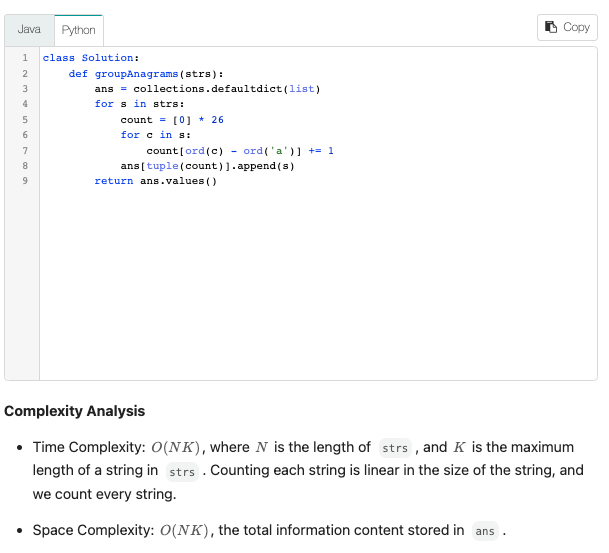 Java Python Copy
1 class Solution:
2     def groupAnagrams(strs):
3         ans = collections.defaultdict(list)
4         for s in strs:
5             count = [0] * 26
6             for c in s:
7                 count[ord(c) - ord('a')] += 1
8             ans[tuple(count)].append(s)
9         return ans.values()
Complexity Analysis
• Time Complexity: O(NK), where N is the length of strs , and K is the maximum
length of a string in strs . Counting each string is linear in the size of the string, and
we count every string.
• Space Complexity: O(NK), the total information content stored in ans .